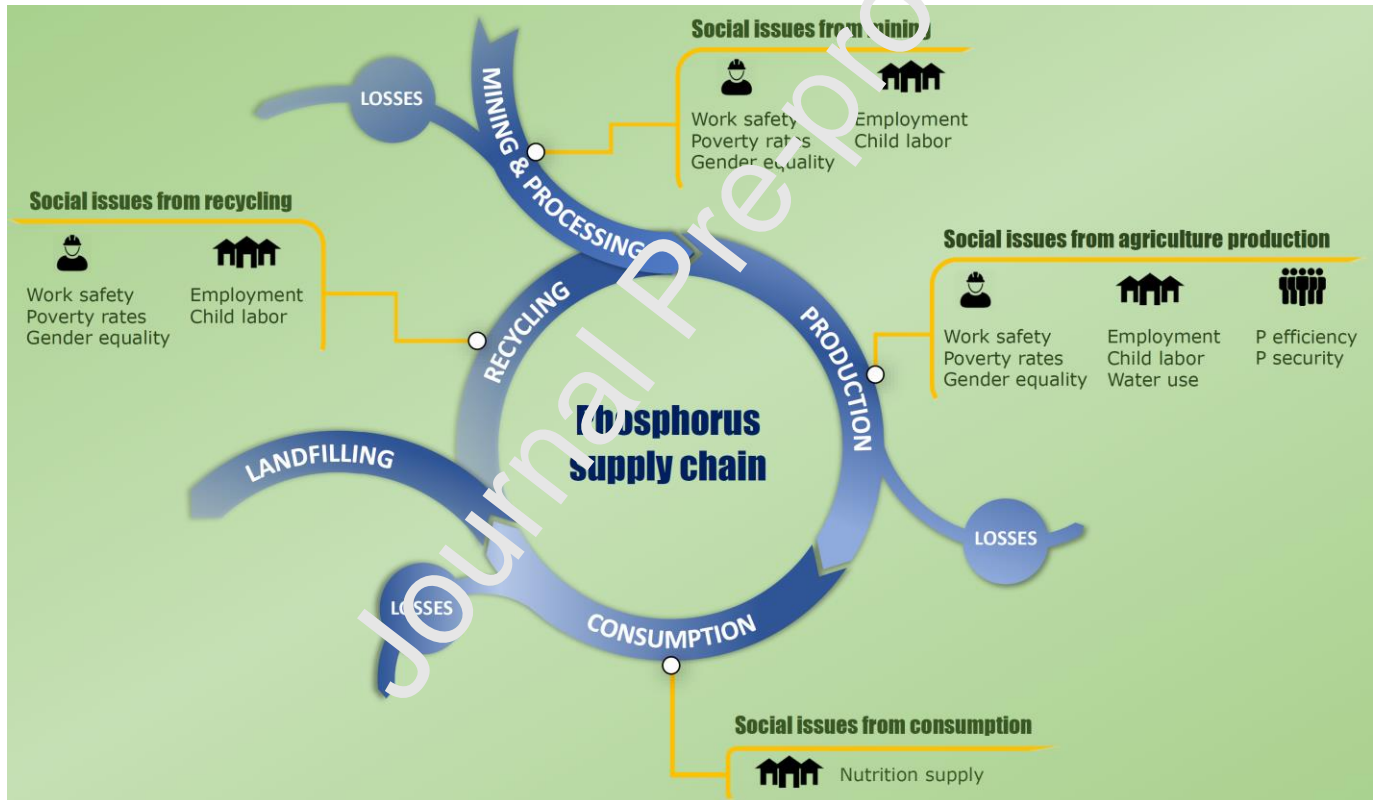 Social issues from mining
Work safety
Poverty rates
Gender equality
Employment
Child labor
LOSSES
MINING & PROCESSING
Social issues from recycling
Work safety
Poverty rates
Gender equality
Employment
Child labor
RECYCLING
Social issues from agriculture production
Work safety
Poverty rates
Gender equality
Employment
Child labor
Water use
P efficiency
P security
PRODUCTION
Phosphorus
supply chain
LANDFILLING
LOSSES
LOSSES
CONSUMPTION
Social issues from consumption
Nutrition supply
Journal Pre-pro